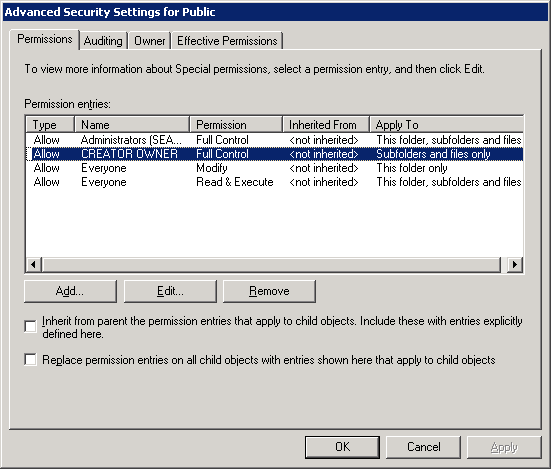 Advanced Security Settings for Public
Permissions Auditing Owner Effective Permissions
To view more information about Special permissions, select a permission entry, and then click Edit.
Permission entries:
Type Name Permission Inherited From Apply To
Allow Administrators (SEA... Full Control <not inherited> This folder, subfolders and files
Allow CREATOR OWNER Full Control <not inherited> Subfolders and files only
Allow Everyone Modify <not inherited> This folder only
Allow Everyone Read & Execute <not inherited> This folder, subfolders and files
Add... Edit... Remove
Inherit from parent the permission entries that apply to child objects. Include these with entries explicitly
defined here.
Replace permission entries on all child objects with entries shown here that apply to child objects
OK Cancel Apply